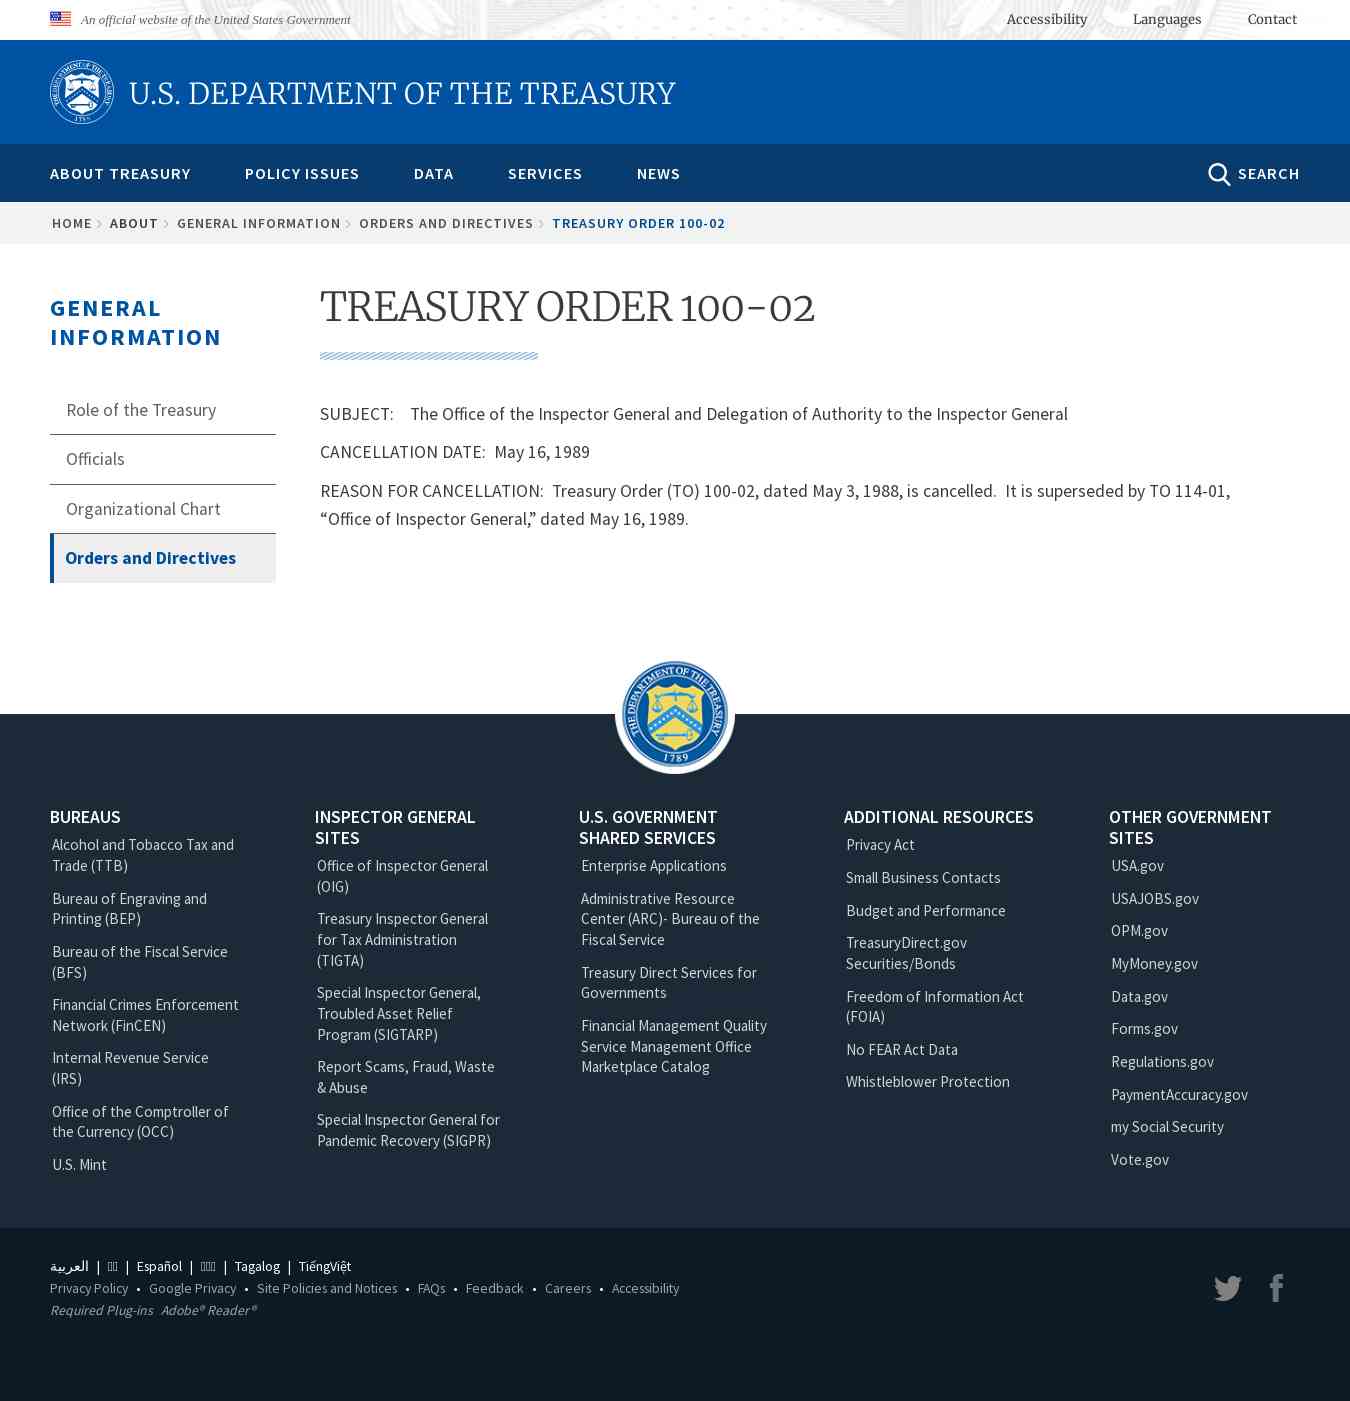 An official website of the United States Government
Accessibility Languages Contact
U.S. DEPARTMENT OF THE TREASURY
ABOUT TREASURY POLICY ISSUES DATA SERVICES NEWS SEARCH
HOME ABOUT GENERAL INFORMATION ORDERS AND DIRECTIVES TREASURY ORDER 100-02
GENERAL
INFORMATION
Role of the Treasury
Officials
Organizational Chart
Orders and Directives
TREASURY ORDER 100-02
SUBJECT: The Office of the Inspector General and Delegation of Authority to the Inspector General
CANCELLATION DATE: May 16, 1989
REASON FOR CANCELLATION: Treasury Order (TO) 100-02, dated May 3, 1988, is cancelled. It is superseded by TO 114-01,
“Office of Inspector General,” dated May 16, 1989.
THE DEPARTMENT OF THE TREASURY
1789
BUREAUS
Alcohol and Tobacco Tax and
Trade (TTB)
Bureau of Engraving and
Printing (BEP)
Bureau of the Fiscal Service
(BFS)
Financial Crimes Enforcement
Network (FinCEN)
Internal Revenue Service
(IRS)
Office of the Comptroller of
the Currency (OCC)
U.S. Mint
INSPECTOR GENERAL
SITES
Office of Inspector General
(OIG)
Treasury Inspector General
for Tax Administration
(TIGTA)
Special Inspector General,
Troubled Asset Relief
Program (SIGTARP)
Report Scams, Fraud, Waste
& Abuse
Special Inspector General for
Pandemic Recovery (SIGPR)
U.S. GOVERNMENT
SHARED SERVICES
Enterprise Applications
Administrative Resource
Center (ARC)- Bureau of the
Fiscal Service
Treasury Direct Services for
Governments
Financial Management Quality
Service Management Office
Marketplace Catalog
ADDITIONAL RESOURCES
Privacy Act
Small Business Contacts
Budget and Performance
TreasuryDirect.gov
Securities/Bonds
Freedom of Information Act
(FOIA)
No FEAR Act Data
Whistleblower Protection
OTHER GOVERNMENT
SITES
USA.gov
USAJOBS.gov
OPM.gov
MyMoney.gov
Data.gov
Forms.gov
Regulations.gov
PaymentAccuracy.gov
my Social Security
Vote.gov
العربية | | Español | | Tagalog | TiếngViệt
Privacy Policy • Google Privacy • Site Policies and Notices • FAQs • Feedback • Careers • Accessibility
Required Plug-ins Adobe® Reader®